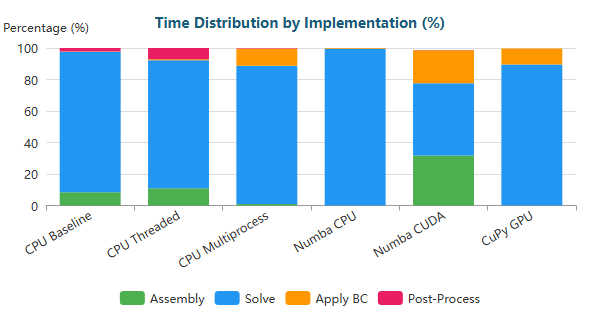 Time Distribution by Implementation (%)
Percentage (%)
100
80
60
40
20
0
CPU Baseline
CPU Threaded
CPU Multiprocess
Numba CPU
Numba CUDA
CuPy GPU
Assembly Solve Apply BC Post-Process